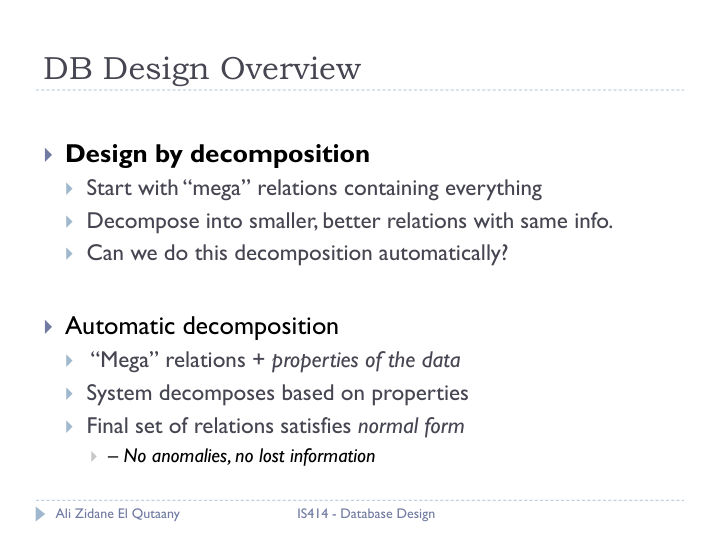 DB Design Overview
Design by decomposition
Start with “mega” relations containing everything
Decompose into smaller, better relations with same info.
Can we do this decomposition automatically?
Automatic decomposition
“Mega” relations + properties of the data
System decomposes based on properties
Final set of relations satisfies normal form
– No anomalies, no lost information
Ali Zidane El Qutaany
IS414 - Database Design